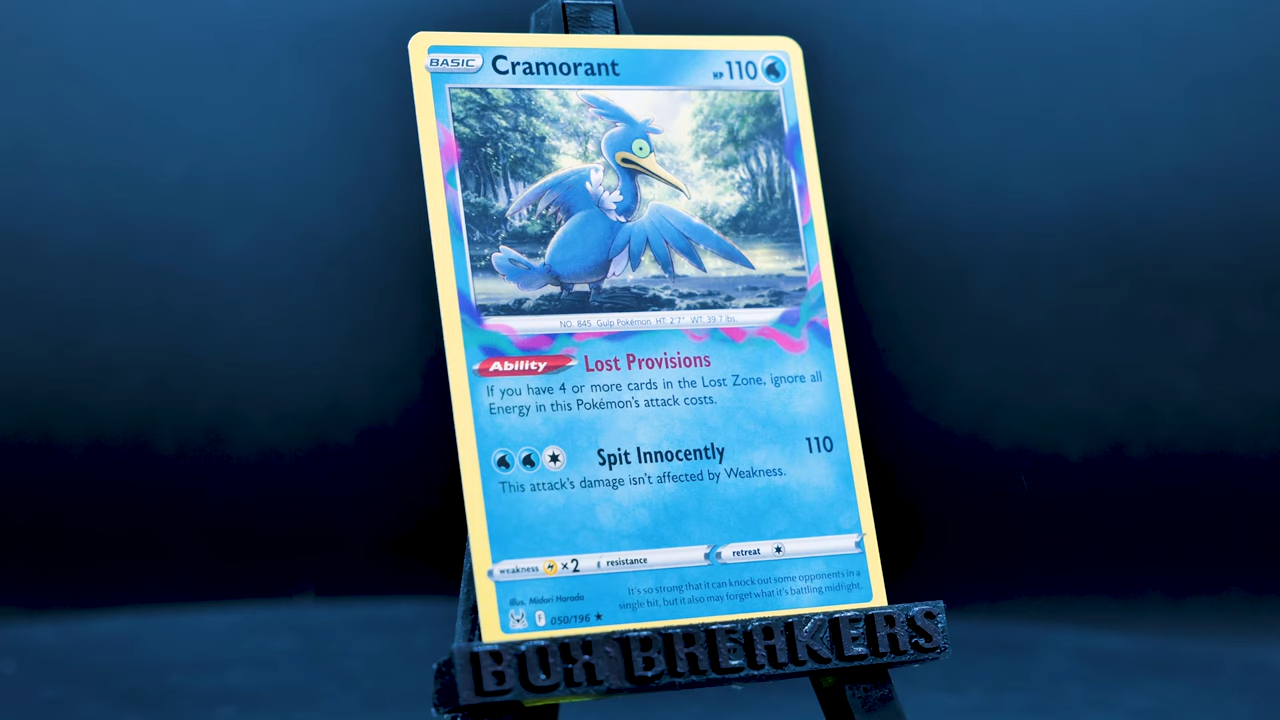 BASIC Cramorant HP 110
NO. 845 Gulp Pokémon HT: 2'7" WT: 39.7 lbs.
Ability Lost Provisions
If you have 4 or more cards in the Lost Zone, ignore all
Energy in this Pokémon's attack costs.
Spit Innocently 110
This attack's damage isn't affected by Weakness.
weakness ×2 resistance retreat
It's so strong that it can knock out some opponents in a
single hit, but it also may forget what it's battling midfight.
Illus. Midori Harada
F 050/196 ★
BOX BREAKERS